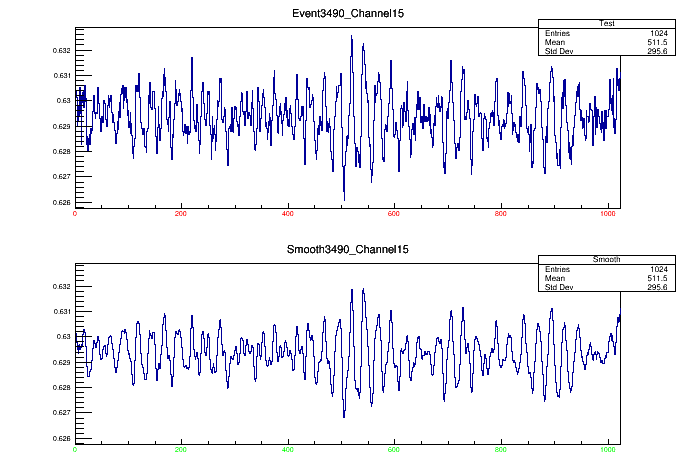 Event3490_Channel15
Test
Entries 1024
Mean 511.5
Std Dev 295.6
0.632
0.631
0.63
0.629
0.628
0.627
0.626
0 200 400 600 800 1000
Smooth3490_Channel15
Smooth
Entries 1024
Mean 511.5
Std Dev 295.6
0.632
0.631
0.63
0.629
0.628
0.627
0.626
0 200 400 600 800 1000